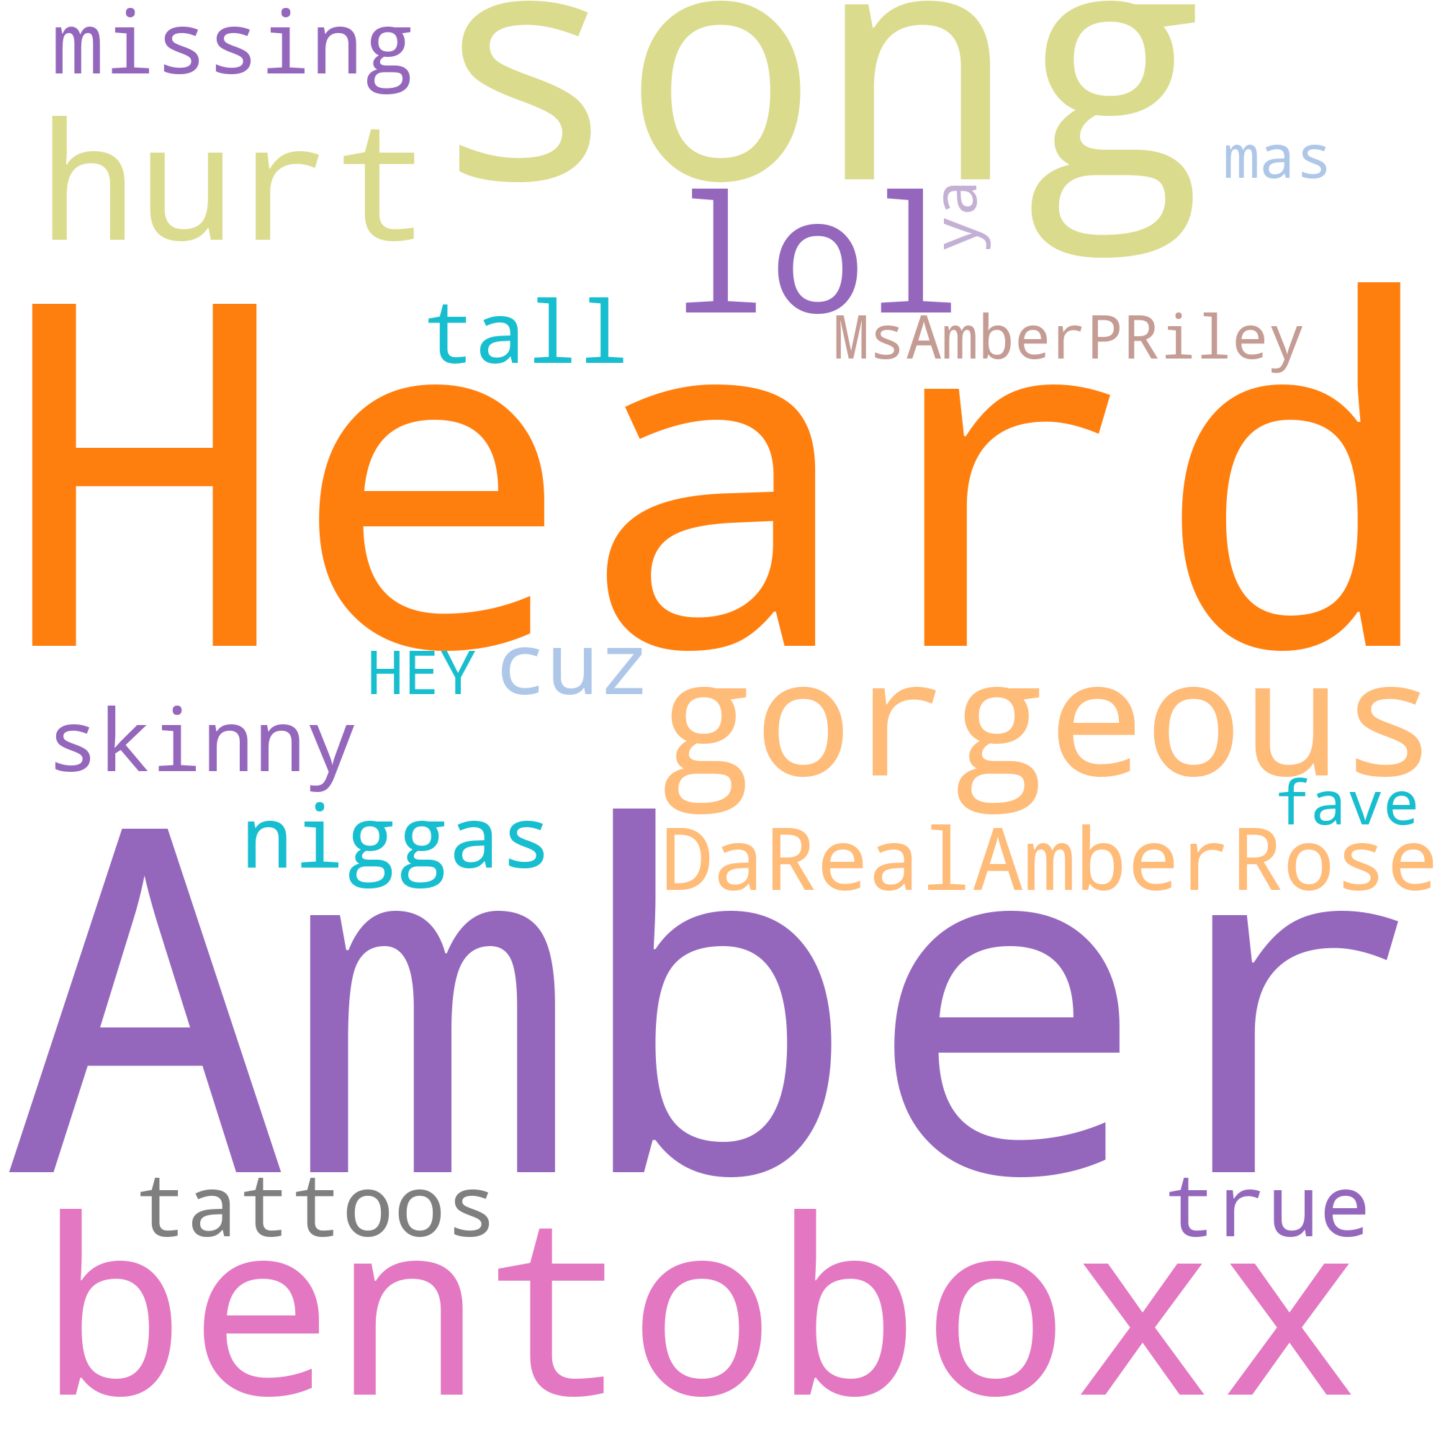 missing
song
hurt
mas
ya
lol
tall
MsAmberPRiley
Heard
HEY
cuz
gorgeous
skinny
fave
niggas
DaRealAmberRose
Amber
tattoos
true
bentoboxx